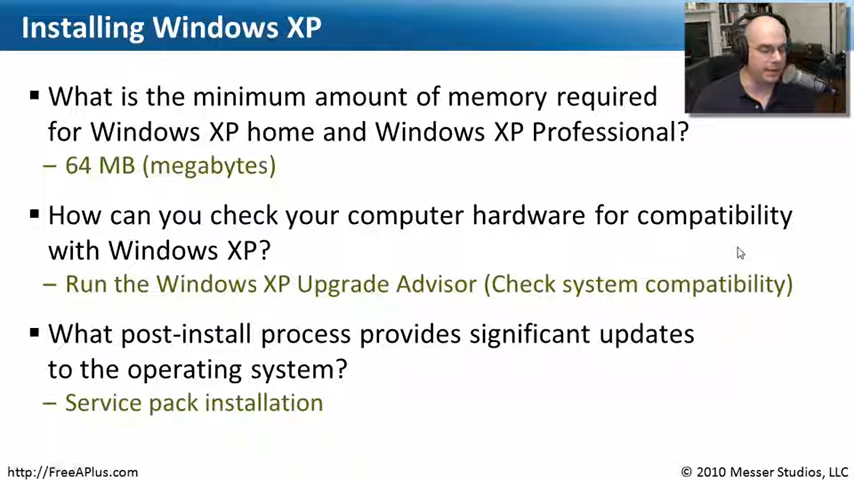 Installing Windows XP
▪ What is the minimum amount of memory required
for Windows XP home and Windows XP Professional?
– 64 MB (megabytes)
▪ How can you check your computer hardware for compatibility
with Windows XP?
– Run the Windows XP Upgrade Advisor (Check system compatibility)
▪ What post-install process provides significant updates
to the operating system?
– Service pack installation
http://FreeAPlus.com
© 2010 Messer Studios, LLC